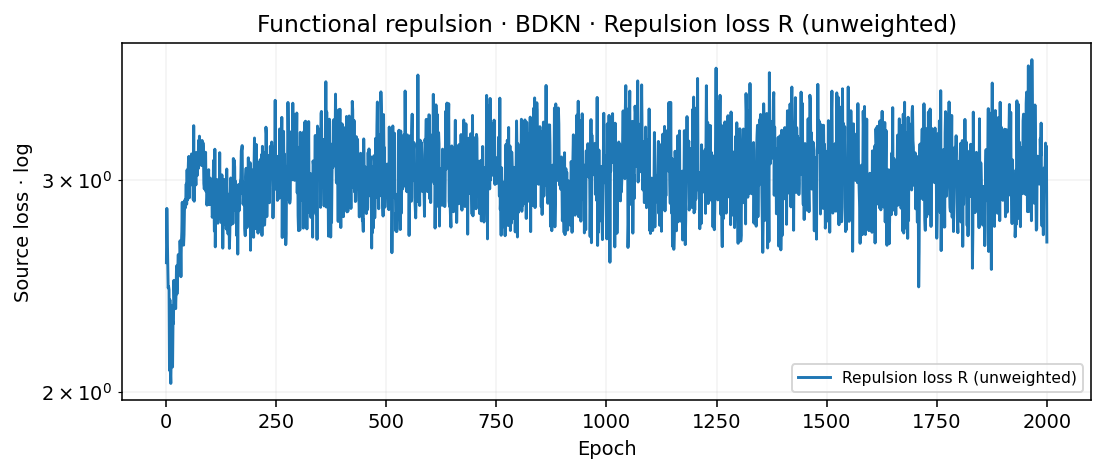 Functional repulsion · BDKN · Repulsion loss R (unweighted)
Source loss · log
3 × 10⁰
2 × 10⁰
Repulsion loss R (unweighted)
0 250 500 750 1000 1250 1500 1750 2000
Epoch